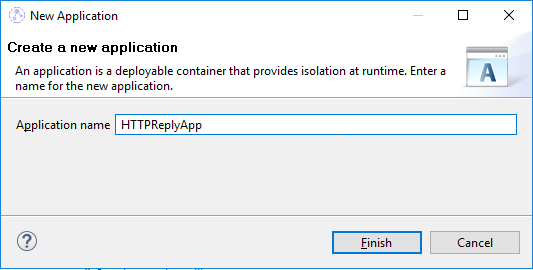 New Application
Create a new application
An application is a deployable container that provides isolation at runtime. Enter a
name for the new application.
A
Application name HTTPReplyApp
?
Finish
Cancel